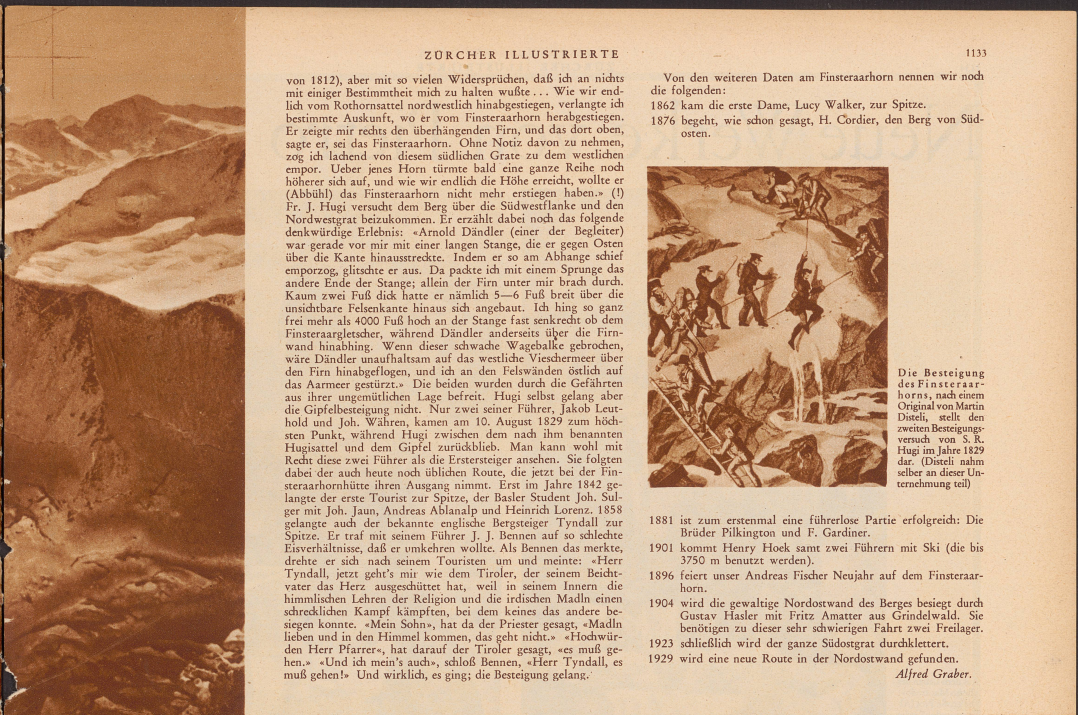 ZÜRCHER ILLUSTRIERTE
1133
von 1812), aber mit so vielen Widersprüchen, daß ich an nichts
mit einiger Bestimmtheit mich zu halten wußte . . . Wie wir end-
lich vom Rothornsattel nordwestlich hinabgestiegen, verlangte ich
bestimmte Auskunft, wo er vom Finsteraarhorn herabgestiegen.
Er zeigte mir rechts den überhängenden Firn, und das dort oben,
sagte er, sei das Finsteraarhorn. Ohne Notiz davon zu nehmen,
zog ich lachend von diesem südlichen Grate zu dem westlichen
empor. Ueber jenes Horn türmte bald eine ganze Reihe noch
höherer sich auf, und wie wir endlich die Höhe erreicht, wollte er
(Abbühl) das Finsteraarhorn nicht mehr erstiegen haben.» (!)
Fr. J. Hugi versucht dem Berg über die Südwestflanke und den
Nordwestgrat beizukommen. Er erzählt dabei noch das folgende
denkwürdige Erlebnis: «Arnold Dändler (einer der Begleiter)
war gerade vor mir mit einer langen Stange, die er gegen Osten
über die Kante hinausstreckte. Indem er so am Abhange schief
emporzog, glitschte er aus. Da packte ich mit einem Sprunge das
andere Ende der Stange; allein der Firn unter mir brach durch.
Kaum zwei Fuß dick hatte er nämlich 5—6 Fuß breit über die
unsichtbare Felsenkante hinaus sich angebaut. Ich hing so ganz
frei mehr als 4000 Fuß hoch an der Stange fast senkrecht ob dem
Finsteraargletscher, während Dändler anderseits über die Firn-
wand hinabhing. Wenn dieser schwache Wagebalke gebrochen,
wäre Dändler unaufhaltsam auf das westliche Vieschermeer über
den Firn hinabgeflogen, und ich an den Felswänden östlich auf
das Aarmeer gestürzt.» Die beiden wurden durch die Gefährten
aus ihrer ungemütlichen Lage befreit. Hugi selbst gelang aber
die Gipfelbesteigung nicht. Nur zwei seiner Führer, Jakob Leut-
hold und Joh. Währen, kamen am 10. August 1829 zum höch-
sten Punkt, während Hugi zwischen dem nach ihm benannten
Hugisattel und dem Gipfel zurückblieb. Man kann wohl mit
Recht diese zwei Führer als die Erstersteiger ansehen. Sie folgten
dabei der auch heute noch üblichen Route, die jetzt bei der Fin-
steraarhornhütte ihren Ausgang nimmt. Erst im Jahre 1842 ge-
langte der erste Tourist zur Spitze, der Basler Student Joh. Sul-
ger mit Joh. Jaun, Andreas Ablanalp und Heinrich Lorenz. 1858
gelangte auch der bekannte englische Bergsteiger Tyndall zur
Spitze. Er traf mit seinem Führer J. J. Bennen auf so schlechte
Eisverhältnisse, daß er umkehren wollte. Als Bennen das merkte,
drehte er sich nach seinem Touristen um und meinte: «Herr
Tyndall, jetzt geht's mir wie dem Tiroler, der seinem Beicht-
vater das Herz ausgeschüttet hat, weil in seinem Innern die
himmlischen Lehren der Religion und die irdischen Madln einen
schrecklichen Kampf kämpften, bei dem keines das andere be-
siegen konnte. «Mein Sohn», hat da der Priester gesagt, «Madln
lieben und in den Himmel kommen, das geht nicht.» «Hochwür-
den Herr Pfarrer«, hat darauf der Tiroler gesagt, «es muß ge-
hen.» «Und ich mein's auch», schloß Bennen, «Herr Tyndall, es
muß gehen!» Und wirklich, es ging; die Besteigung gelang.
Von den weiteren Daten am Finsteraarhorn nennen wir noch
die folgenden:
1862 kam die erste Dame, Lucy Walker, zur Spitze.
1876 begeht, wie schon gesagt, H. Cordier, den Berg von Süd-
osten.
Die Besteigung
des Finsteraar-
horns, nach einem
Original von Martin
Disteli, stellt den
zweiten Besteigungs-
versuch von S. R.
Hugi im Jahre 1829
dar. (Disteli nahm
selber an dieser Un-
ternehmung teil)
1881 ist zum erstenmal eine führerlose Partie erfolgreich: Die
Brüder Pilkington und F. Gardiner.
1901 kommt Henry Hoek samt zwei Führern mit Ski (die bis
3750 m benutzt werden).
1896 feiert unser Andreas Fischer Neujahr auf dem Finsteraar-
horn.
1904 wird die gewaltige Nordostwand des Berges besiegt durch
Gustav Hasler mit Fritz Amatter aus Grindelwald. Sie
benötigen zu dieser sehr schwierigen Fahrt zwei Freilager.
1923 schließlich wird der ganze Südostgrat durchklettert.
1929 wird eine neue Route in der Nordostwand gefunden.
Alfred Graber.